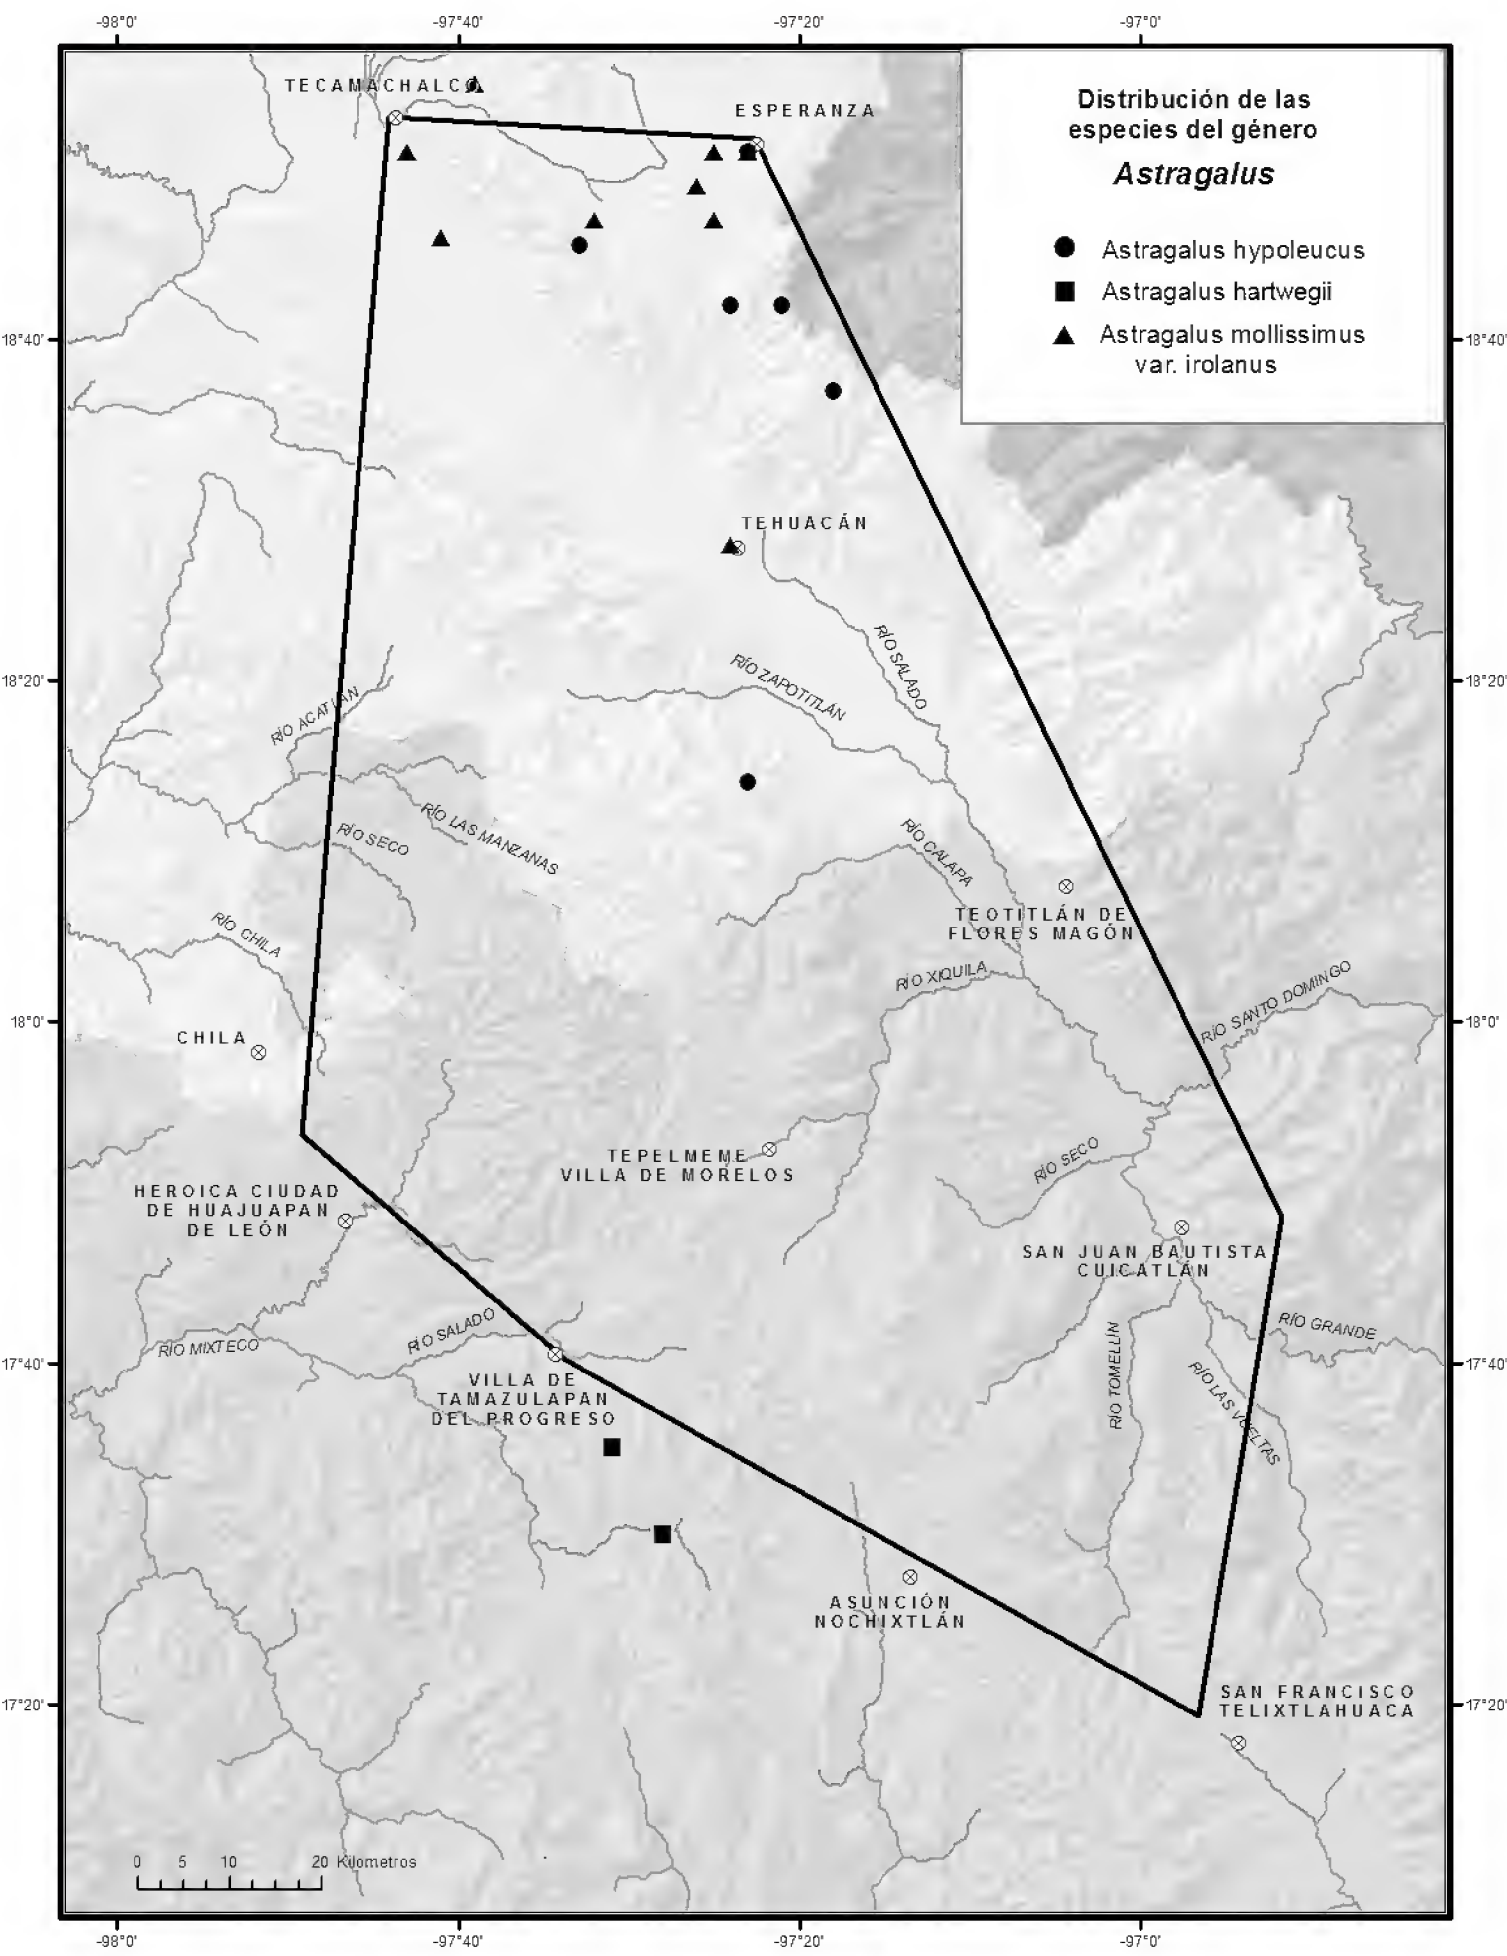 -98°0'
-97°40'
-97°20'
-97°0'
TECAMACHALCO
ESPERANZA
Distribución de las
especies del género
Astragalus
Astragalus hypoleucus
Astragalus hartwegii
Astragalus mollissimus
var. irolanus
18°40'
18°40'
TEHUACÁN
RÍO SALADO
RÍO ZAPOTITLÁN
18°20'
18°20'
RÍO ACATLÁN
RÍO LAS MANZANAS
RÍO SECO
RÍO CALAPA
TEOTITLÁN DE
FLORES MAGÓN
RÍO CHILA
RÍO XIQUILA
RÍO SANTO DOMINGO
18°0'
18°0'
CHILA
TEPELMEME
VILLA DE MORELOS
RÍO SECO
HEROICA CIUDAD
DE HUAJUAPAN
DE LEÓN
SAN JUAN BAUTISTA
CUICATLÁN
RÍO GRANDE
RÍO SALADO
RÍO MIXTECO
17°40'
17°40'
VILLA DE
TAMAZULAPAN
DEL PROGRESO
RÍO TOMELLÍN
RÍO LAS VUELTAS
ASUNCIÓN
NOCHIXTLÁN
SAN FRANCISCO
TELIXTLAHUACA
17°20'
17°20'
0 5 10 20 Kilometros
-98°0'
-97°40'
-97°20'
-97°0'